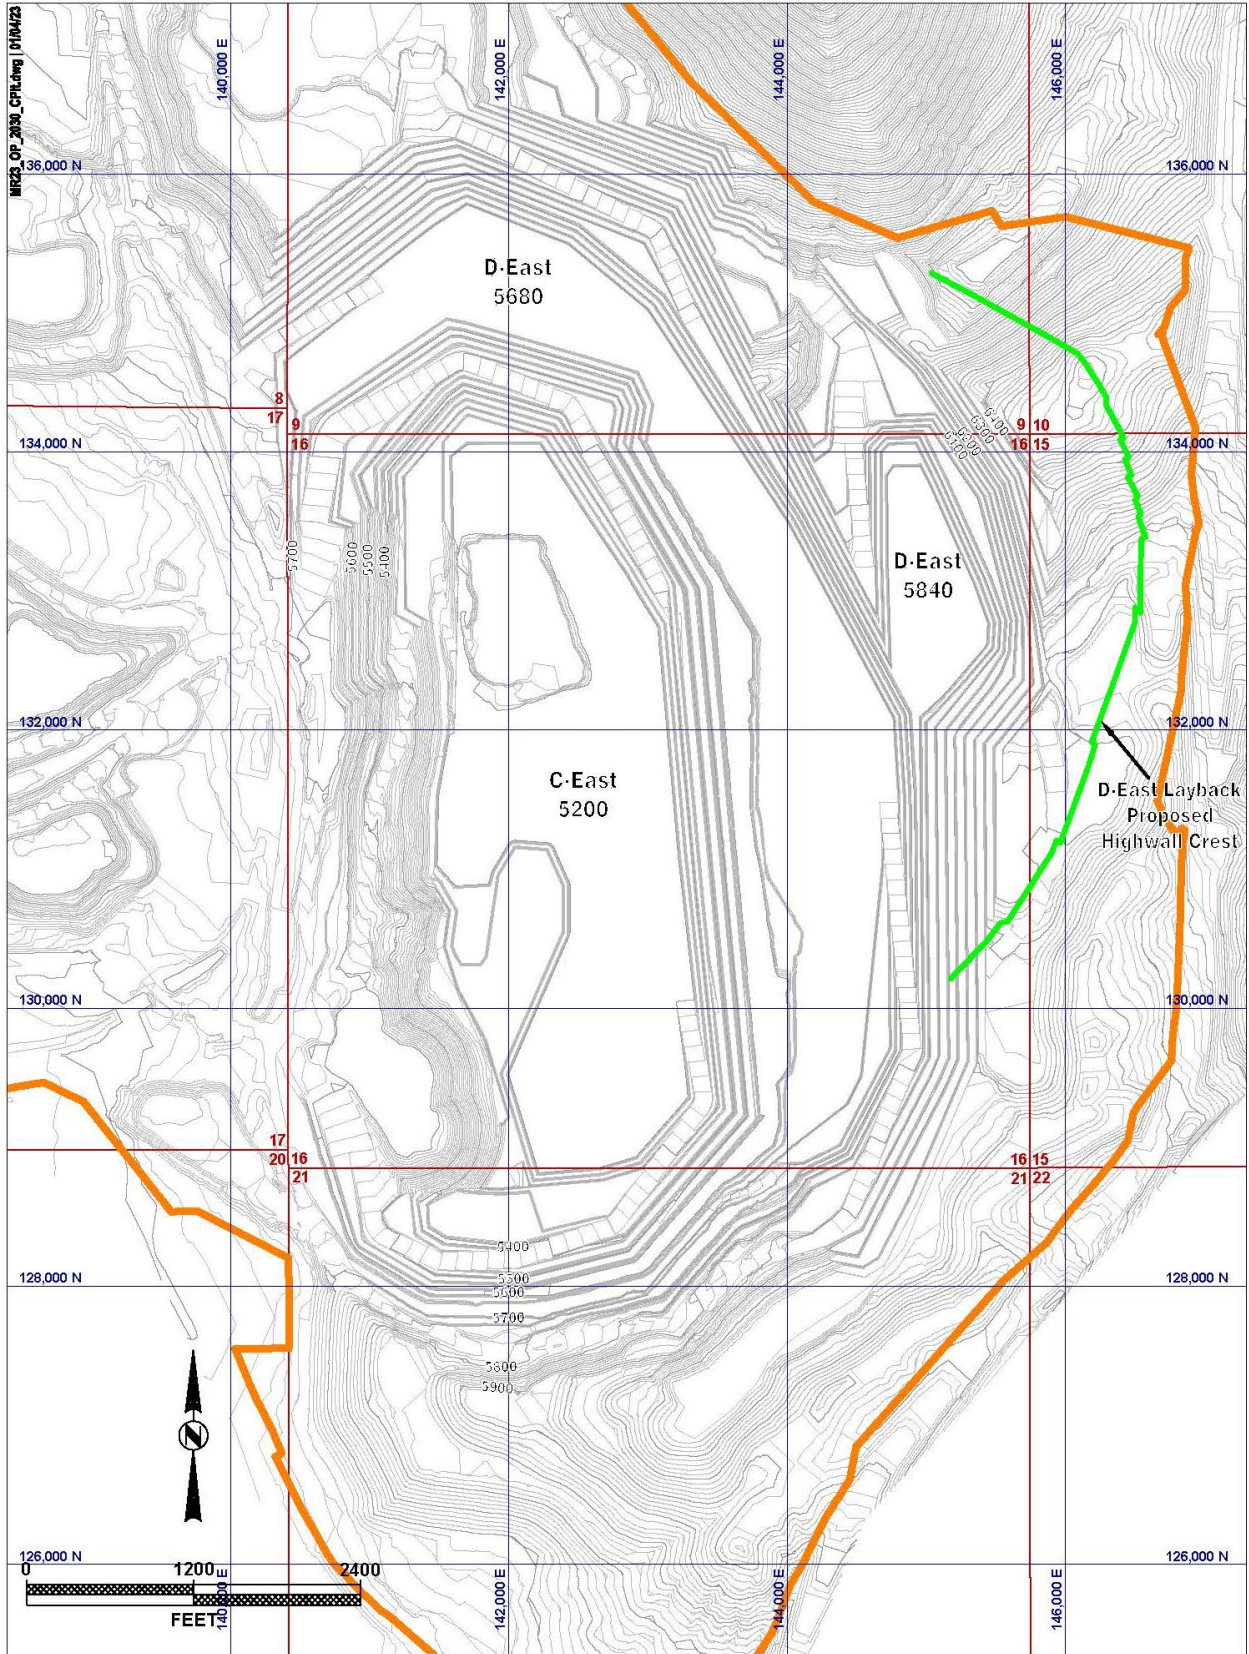 MR23_OP_2030_CPit.dwg | 01/04/23
140,000 E
142,000 E
144,000 E
146,000 E
136,000 N
136,000 N
D-East
5680
8
17
9
16
6100
6300
6200
6100
9 10
16 15
134,000 N
134,000 N
5700
5600
5500
5400
D-East
5840
132,000 N
132,000 N
C-East
5200
D-East Layback
Proposed
Highwall Crest
130,000 N
130,000 N
17
20 16
21
16 15
21 22
5400
5500
5600
5700
5800
5900
128,000 N
128,000 N
N
126,000 N
126,000 N
0 1200 2400
FEET
140,000 E
142,000 E
144,000 E
146,000 E